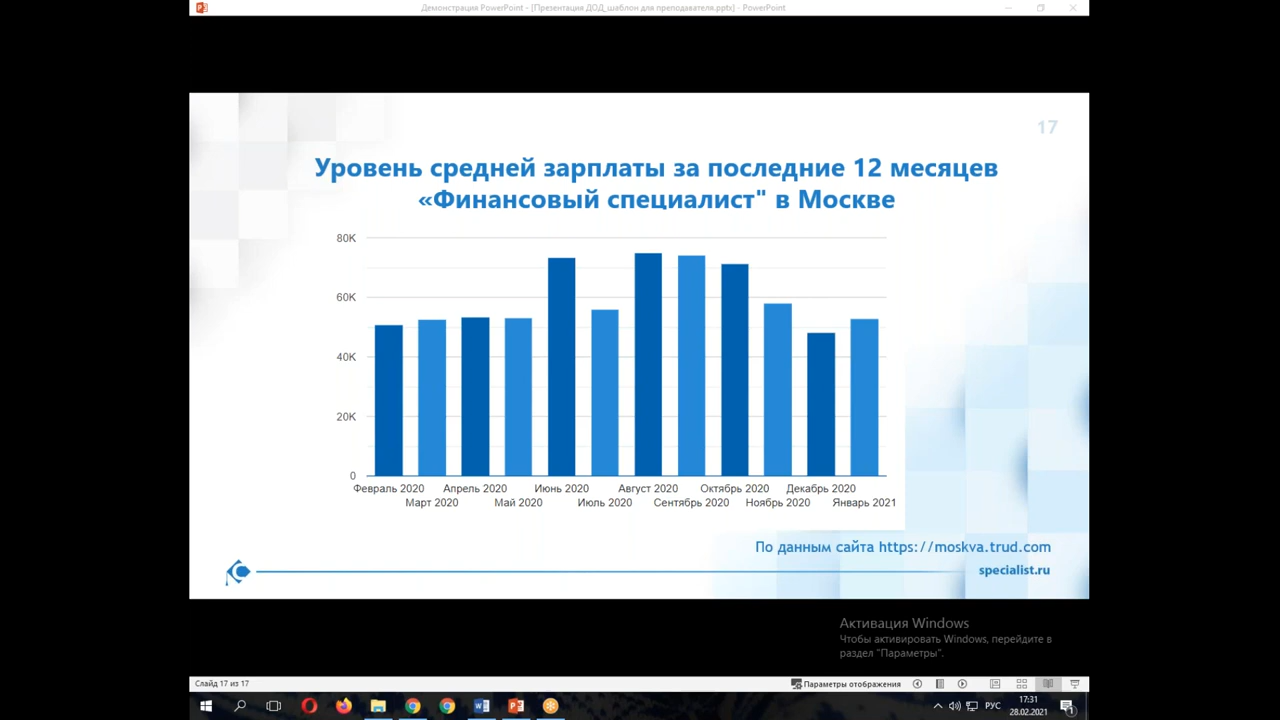 Демонстрация PowerPoint - [Презентация ДОД_шаблон для преподавателя.pptx] - PowerPoint
17
Уровень средней зарплаты за последние 12 месяцев
«Финансовый специалист" в Москве
80K
60K
40K
20K
0
Февраль 2020 Апрель 2020 Июнь 2020 Август 2020 Октябрь 2020 Декабрь 2020
Март 2020 Май 2020 Июль 2020 Сентябрь 2020 Ноябрь 2020 Январь 2021
По данным сайта https://moskva.trud.com
specialist.ru
Активация Windows
Чтобы активировать Windows, перейдите в
раздел "Параметры".
Слайд 17 из 17
Параметры отображения
17:31
РУС
28.02.2021
1